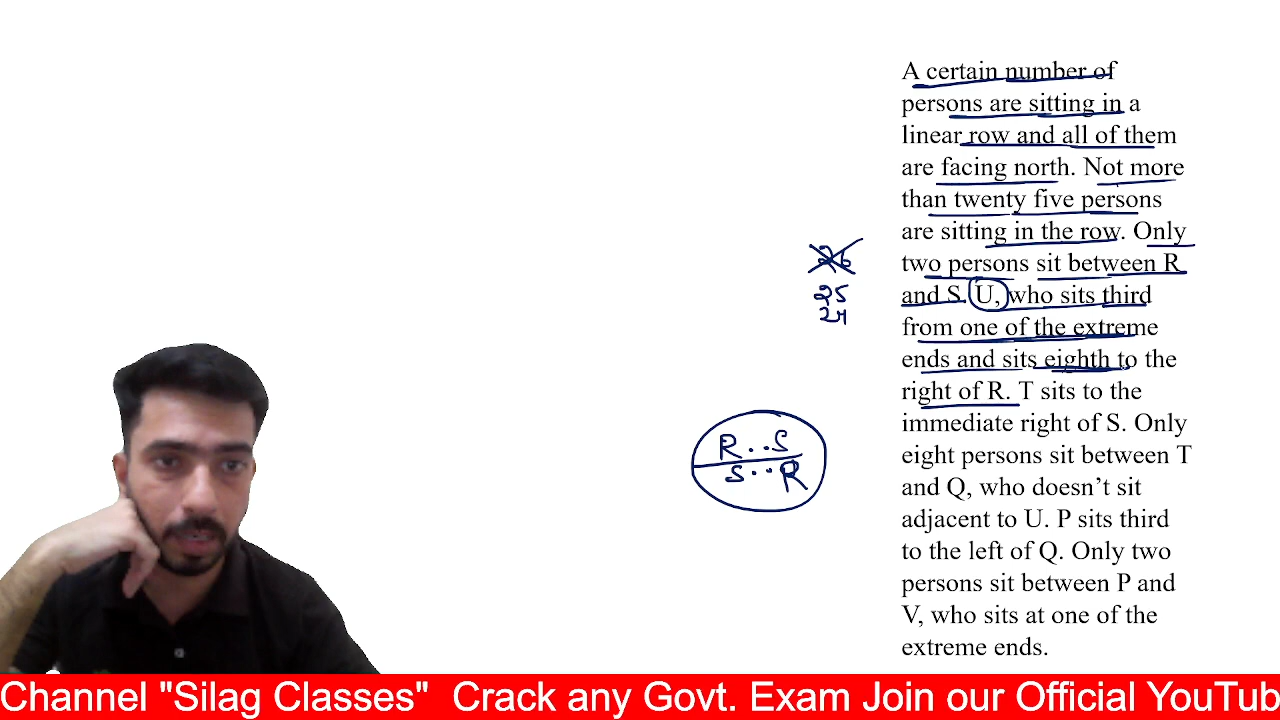 A certain number of
persons are sitting in a
linear row and all of them
are facing north. Not more
than twenty five persons
are sitting in the row. Only
two persons sit between R
and S. U, who sits third
from one of the extreme
ends and sits eighth to the
right of R. T sits to the
immediate right of S. Only
eight persons sit between T
and Q, who doesn’t sit
adjacent to U. P sits third
to the left of Q. Only two
persons sit between P and
V, who sits at one of the
extreme ends.
26
25
24
R . . S
S . . R
Channel "Silag Classes" Crack any Govt. Exam Join our Official YouTub